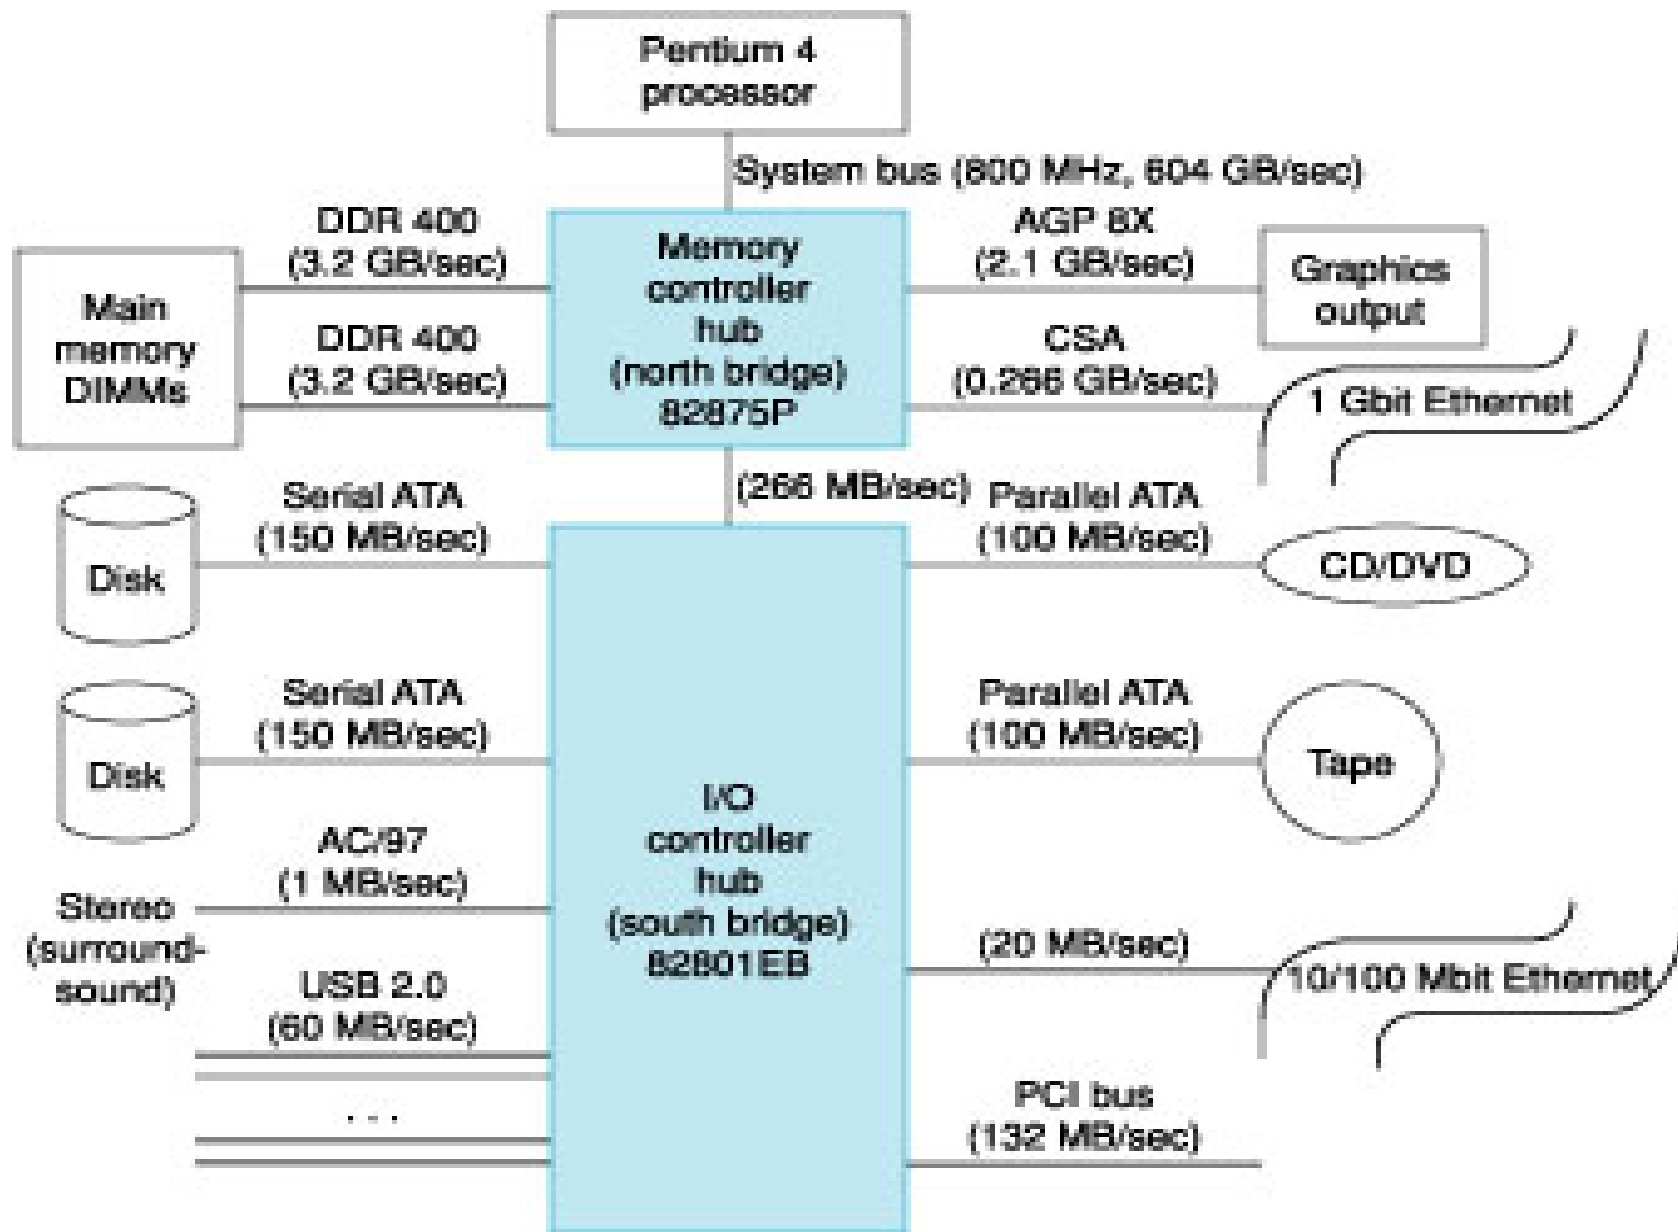 Pentium 4
processor
System bus (800 MHz, 604 GB/sec)
DDR 400
(3.2 GB/sec)
AGP 8X
(2.1 GB/sec)
Main
memory
DIMMs
DDR 400
(3.2 GB/sec)
Memory
controller
hub
(north bridge)
82875P
CSA
(0.266 GB/sec)
Graphics
output
1 Gbit Ethernet
(266 MB/sec)
Serial ATA
(150 MB/sec)
Disk
Parallel ATA
(100 MB/sec)
CD/DVD
Serial ATA
(150 MB/sec)
Disk
Parallel ATA
(100 MB/sec)
Tape
I/O
controller
hub
(south bridge)
82801EB
AC/97
(1 MB/sec)
Stereo
(surround-
sound)
USB 2.0
(60 MB/sec)
. . .
(20 MB/sec)
10/100 Mbit Ethernet
PCI bus
(132 MB/sec)